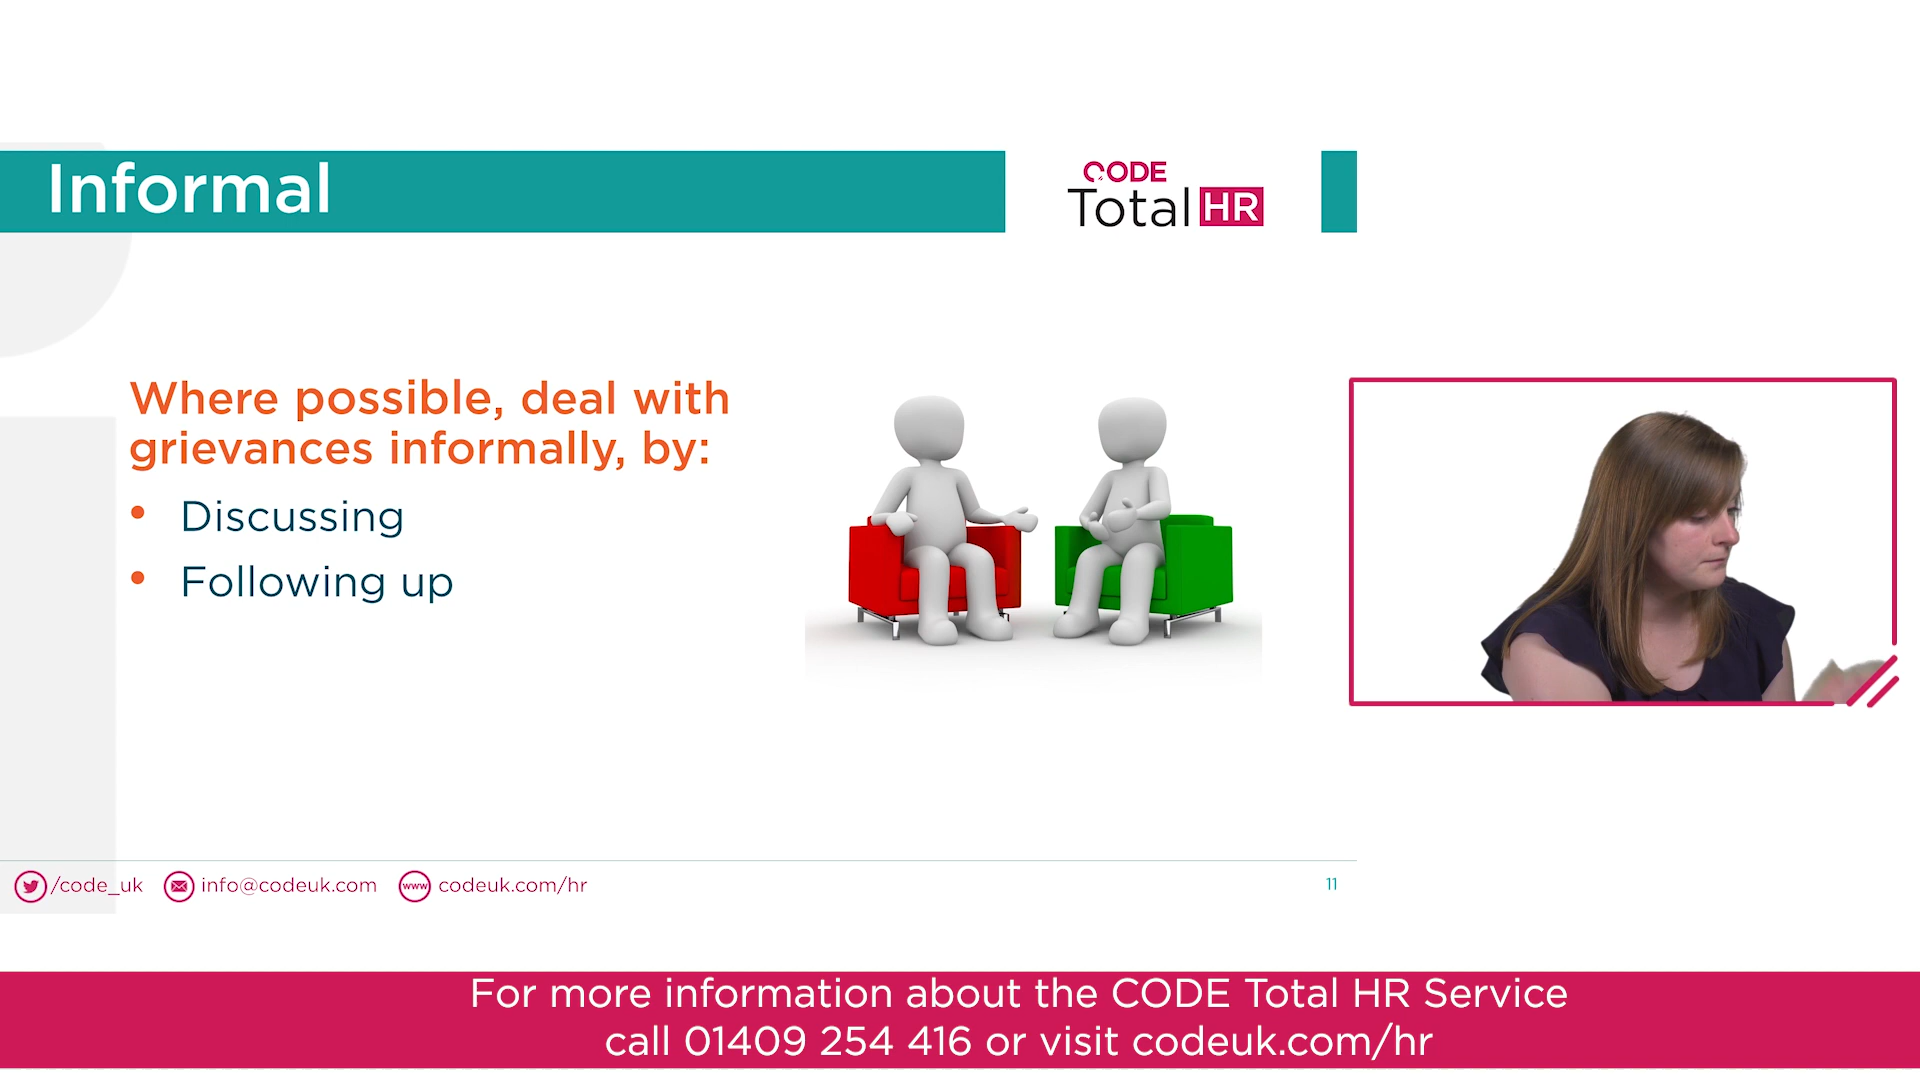 Informal
CODE
Total HR
Where possible, deal with
grievances informally, by:
• Discussing
• Following up
/code_uk info@codeuk.com www codeuk.com/hr
11
For more information about the CODE Total HR Service
call 01409 254 416 or visit codeuk.com/hr